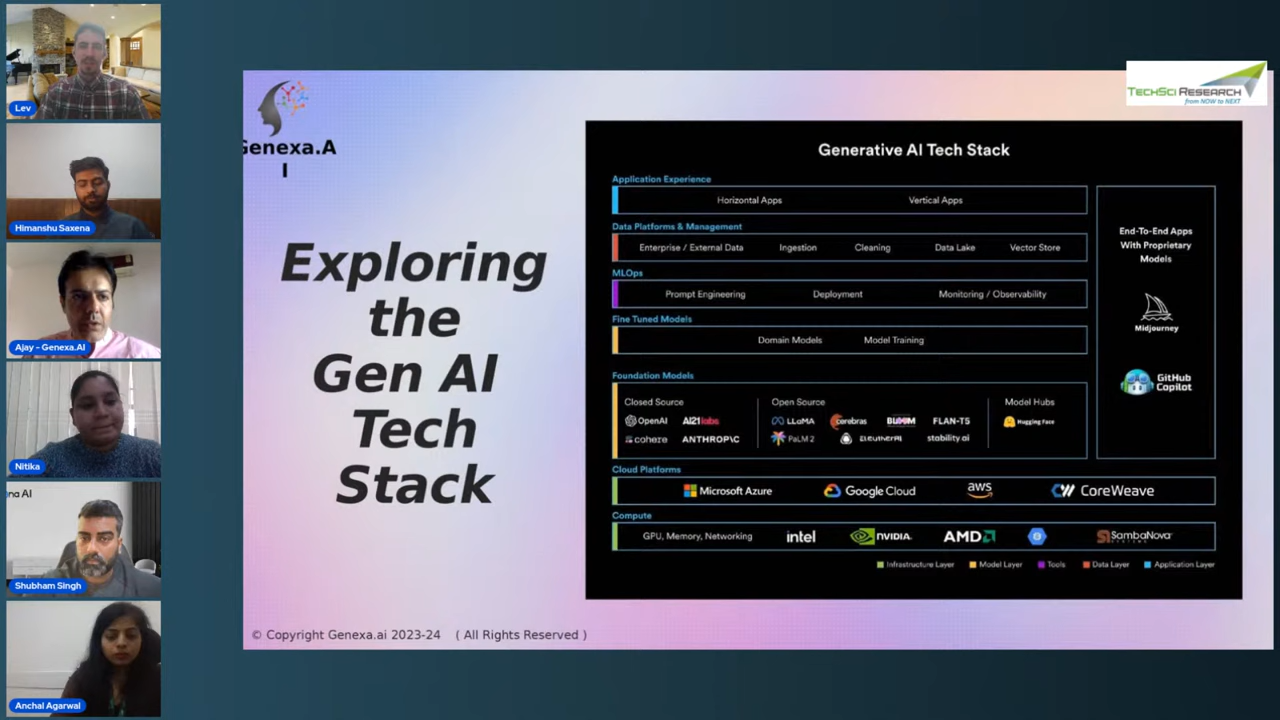 Lev
Himanshu Saxena
Ajay - Genexa.AI
Nitika
na AI
Shubham Singh
Anchal Agarwal
Genexa.A
I
Exploring
the
Gen AI
Tech
Stack
© Copyright Genexa.ai 2023-24 ( All Rights Reserved )
TechSci Research
from NOW to NEXT
Generative AI Tech Stack
Application Experience
Horizontal Apps Vertical Apps
Data Platforms & Management
Enterprise / External Data Ingestion Cleaning Data Lake Vector Store
MLOps
Prompt Engineering Deployment Monitoring / Observability
Fine Tuned Models
Domain Models Model Training
Foundation Models
Closed Source Open Source Model Hubs
OpenAI AI21labs LLaMA cerebras BLOOM FLAN-T5 Hugging Face
cohere ANTHROP\C PaLM 2 EleutherAI stability ai
End-To-End Apps
With Proprietary
Models
Midjourney
GitHub
Copilot
Cloud Platforms
Microsoft Azure Google Cloud aws CoreWeave
Compute
GPU, Memory, Networking intel NVIDIA. AMD SambaNova
SYSTEMS
Infrastructure Layer Model Layer Tools Data Layer Application Layer